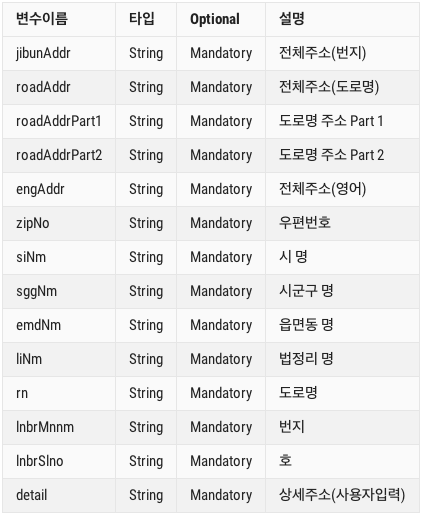 변수이름 타입 Optional 설명
jibunAddr String Mandatory 전체주소(번지)
roadAddr String Mandatory 전체주소(도로명)
roadAddrPart1 String Mandatory 도로명 주소 Part 1
roadAddrPart2 String Mandatory 도로명 주소 Part 2
engAddr String Mandatory 전체주소(영어)
zipNo String Mandatory 우편번호
siNm String Mandatory 시 명
sggNm String Mandatory 시군구 명
emdNm String Mandatory 읍면동 명
liNm String Mandatory 법정리 명
rn String Mandatory 도로명
lnbrMnnm String Mandatory 번지
lnbrSlno String Mandatory 호
detail String Mandatory 상세주소(사용자입력)